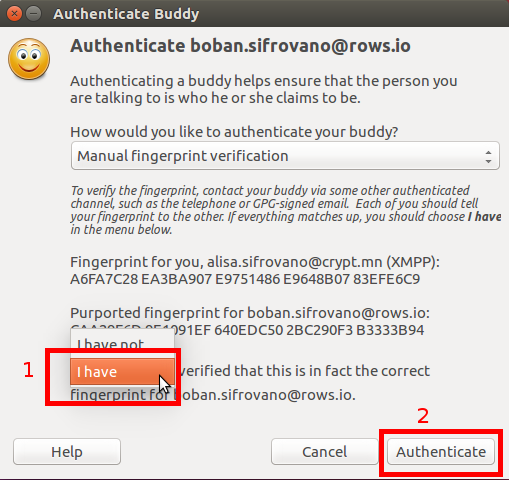 Authenticate Buddy
Authenticate boban.sifrovano@rows.io
Authenticating a buddy helps ensure that the person you
are talking to is who he or she claims to be.
How would you like to authenticate your buddy?
Manual fingerprint verification
To verify the fingerprint, contact your buddy via some other authenticated
channel, such as the telephone or GPG-signed email. Each of you should tell
your fingerprint to the other. If everything matches up, you should choose I have
in the menu below.
Fingerprint for you, alisa.sifrovano@crypt.mn (XMPP):
A6FA7C28 EA3BA907 E9751486 E9648B07 83EFE6C9
Purported fingerprint for boban.sifrovano@rows.io:
640EDC50 2BC290F3 B3333B94
I have not
1
I have
verified that this is in fact the correct
fingerprint for boban.sifrovano@rows.io.
2
Help
Cancel
Authenticate